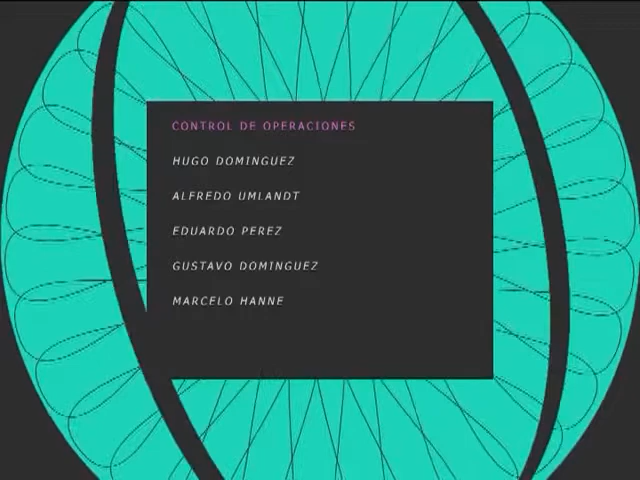 CONTROL DE OPERACIONES
HUGO DOMINGUEZ
ALFREDO UMLANDT
EDUARDO PEREZ
GUSTAVO DOMINGUEZ
MARCELO HANNE